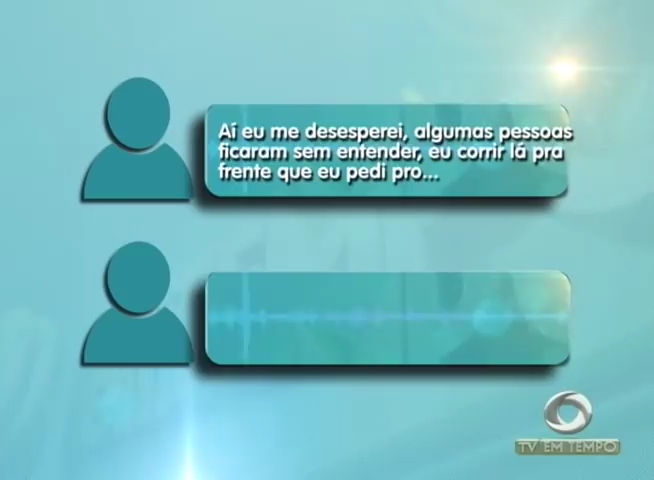 Aí eu me desesperei, algumas pessoas
ficaram sem entender, eu corrir lá pra
frente que eu pedi pro...
TV EM TEMPO